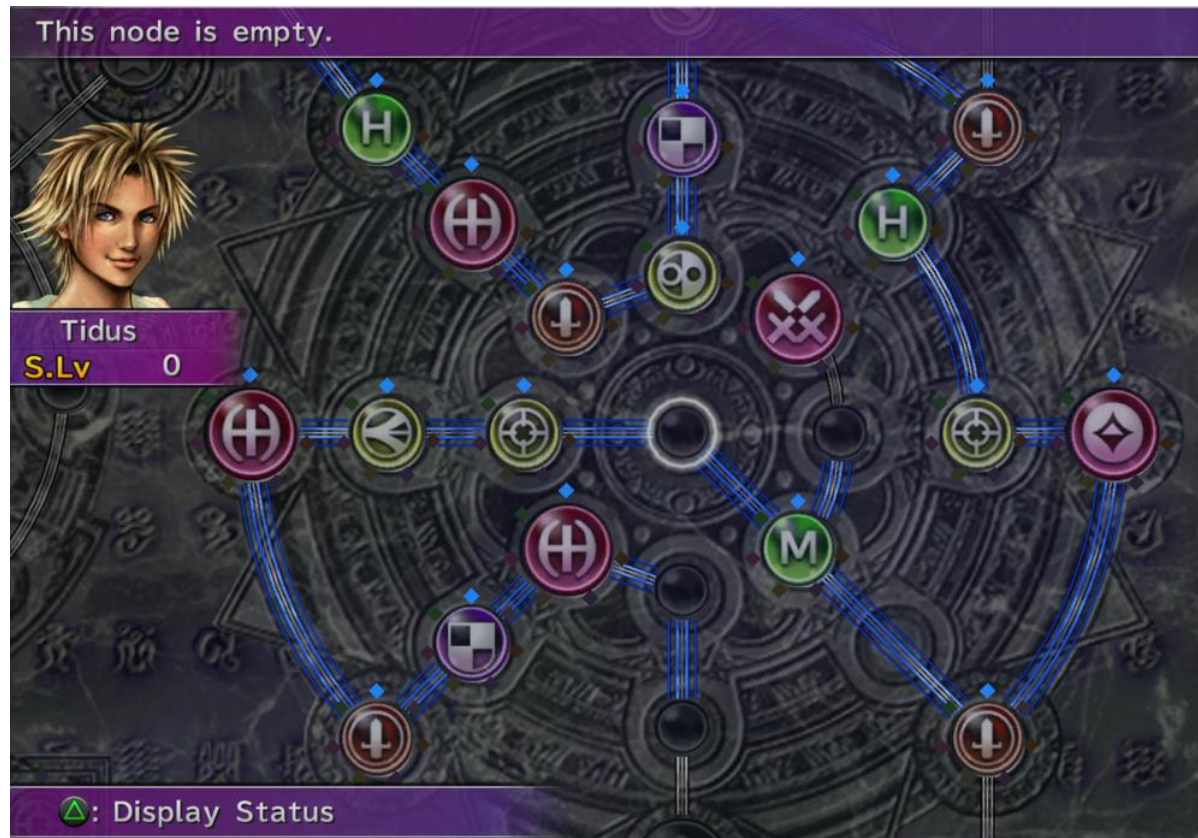 This node is empty.
H
H
Tidus
S.Lv 0
M
△: Display Status